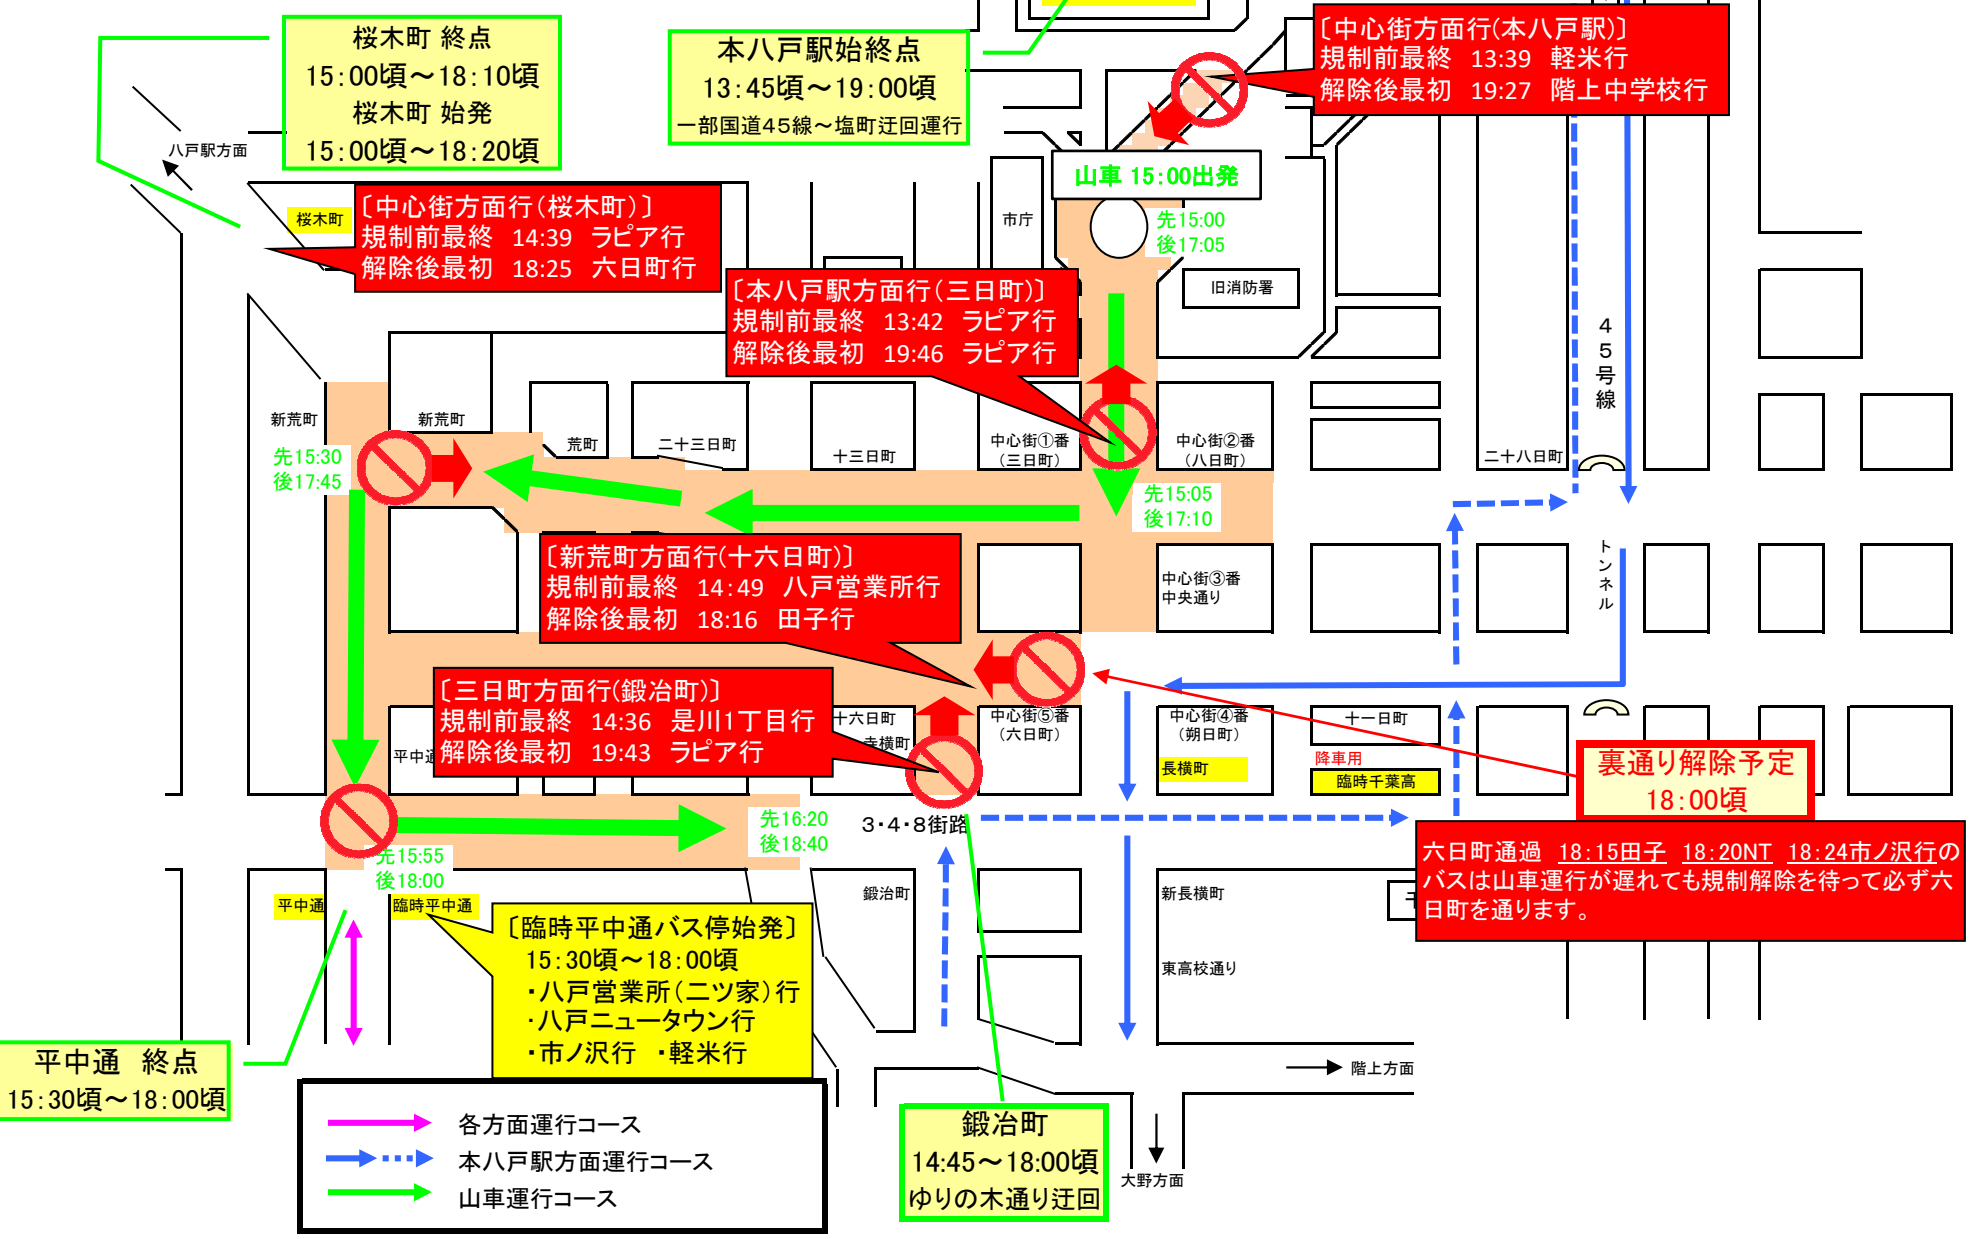 桜木町 終点
15:00頃～18:10頃
桜木町 始発
15:00頃～18:20頃
本八戸駅始終点
13:45頃～19:00頃
一部国道45線～塩町迂回運行
〔中心街方面行(本八戸駅)〕
規制前最終 13:39 軽米行
解除後最初 19:27 階上中学校行
八戸駅方面
山車 15:00出発
桜木町
〔中心街方面行(桜木町)〕
規制前最終 14:39 ラピア行
解除後最初 18:25 六日町行
市庁
先15:00
後17:05
旧消防署
〔本八戸駅方面行(三日町)〕
規制前最終 13:42 ラピア行
解除後最初 19:46 ラピア行
45号線
新荒町
新荒町
荒町
二十三日町
十三日町
中心街①番
(三日町)
中心街②番
(八日町)
二十八日町
先15:30
後17:45
先15:05
後17:10
〔新荒町方面行(十六日町)〕
規制前最終 14:49 八戸営業所行
解除後最初 18:16 田子行
中心街③番
中央通り
トンネル
〔三日町方面行(鍛冶町)〕
規制前最終 14:36 是川1丁目行
解除後最初 19:43 ラピア行
平中通
十六日町
寺横町
中心街⑤番
(六日町)
中心街④番
(朔日町)
長横町
十一日町
降車用
臨時千葉高
裏通り解除予定
18:00頃
先16:20
後18:40
3・4・8街路
先15:55
後18:00
六日町通過 18:15田子 18:20NT 18:24市ノ沢行の
バスは山車運行が遅れても規制解除を待って必ず六
日町を通ります。
平中通
臨時平中通
鍛冶町
新長横町
〔臨時平中通バス停始発〕
15:30頃～18:00頃
・八戸営業所(二ツ家)行
・八戸ニュータウン行
・市ノ沢行 ・軽米行
東高校通り
平中通 終点
15:30頃～18:00頃
階上方面
各方面運行コース
本八戸駅方面運行コース
山車運行コース
鍛冶町
14:45～18:00頃
ゆりの木通り迂回
大野方面